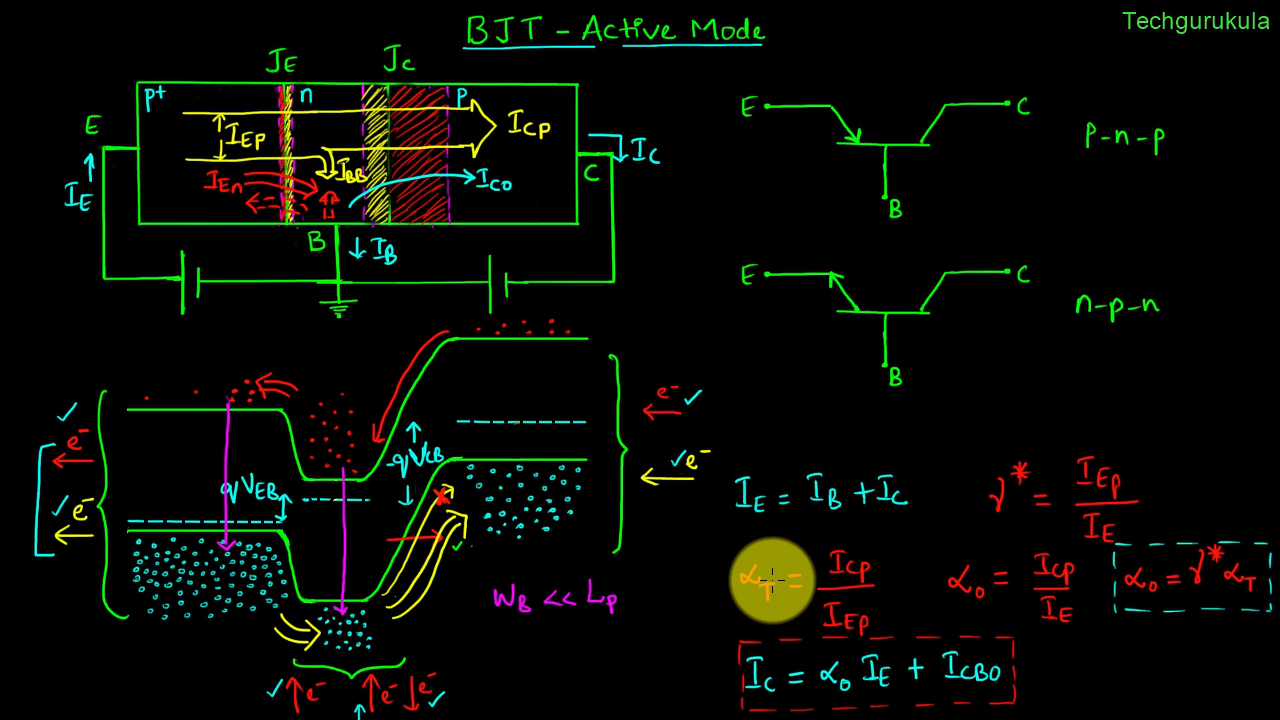 Techgurukula
BJT - Active Mode
JE JC
p+ n p
E
IEp
ICp
IE
IEn
IBB
ICO
IC
C
B
IB
E C
B
p-n-p
E C
B
n-p-n
e-
e-
qVEB
-qVCB
e-
e-
WB << Lp
e- e- e-
IE = IB + IC
γ* = IEp / IE
αT = ICp / IEp
α0 = ICp / IE
α0 = γ* αT
IC = α0 IE + ICBO